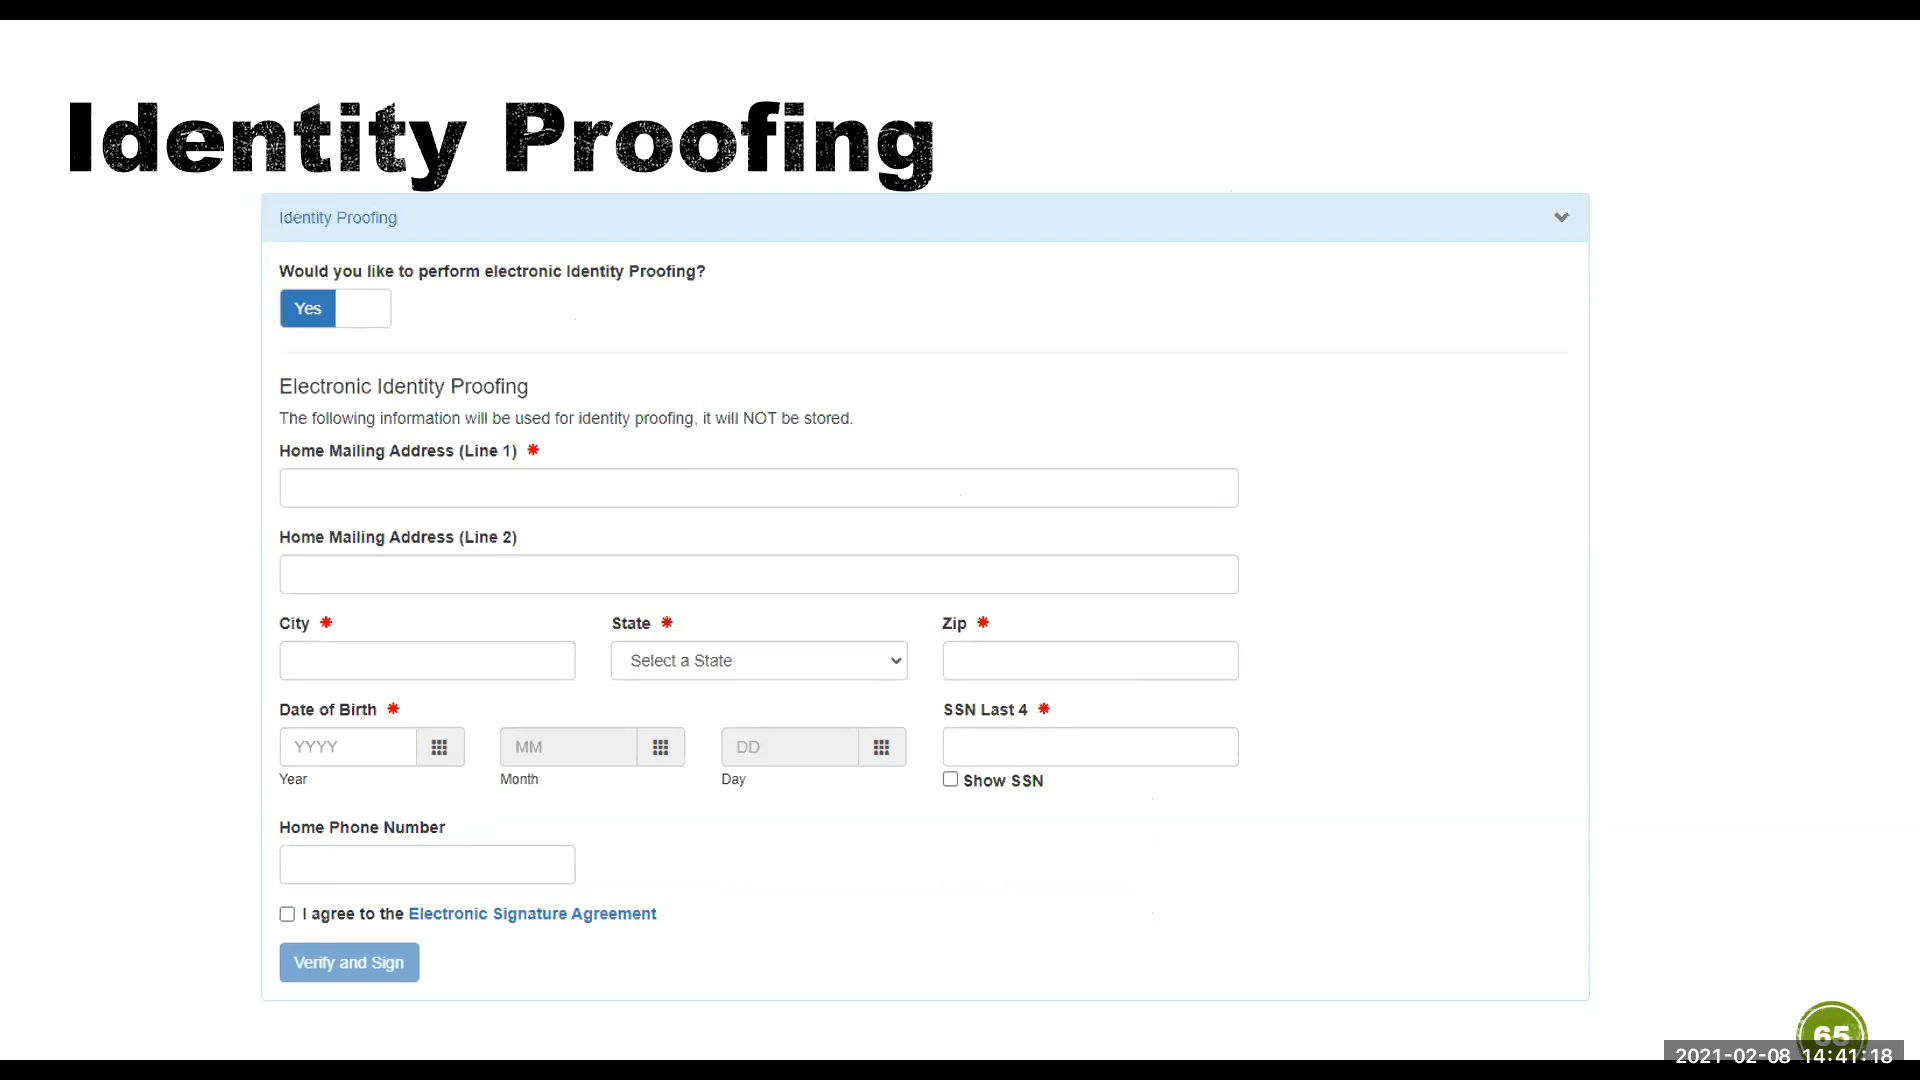 Identity Proofing
Identity Proofing
Would you like to perform electronic Identity Proofing?
Yes
Electronic Identity Proofing
The following information will be used for identity proofing, it will NOT be stored.
Home Mailing Address (Line 1) *
Home Mailing Address (Line 2)
City * State * Zip *
Select a State
Date of Birth * SSN Last 4 *
YYYY MM DD
Year Month Day Show SSN
Home Phone Number
I agree to the Electronic Signature Agreement
Verify and Sign
65
2021-02-08 14:41:18